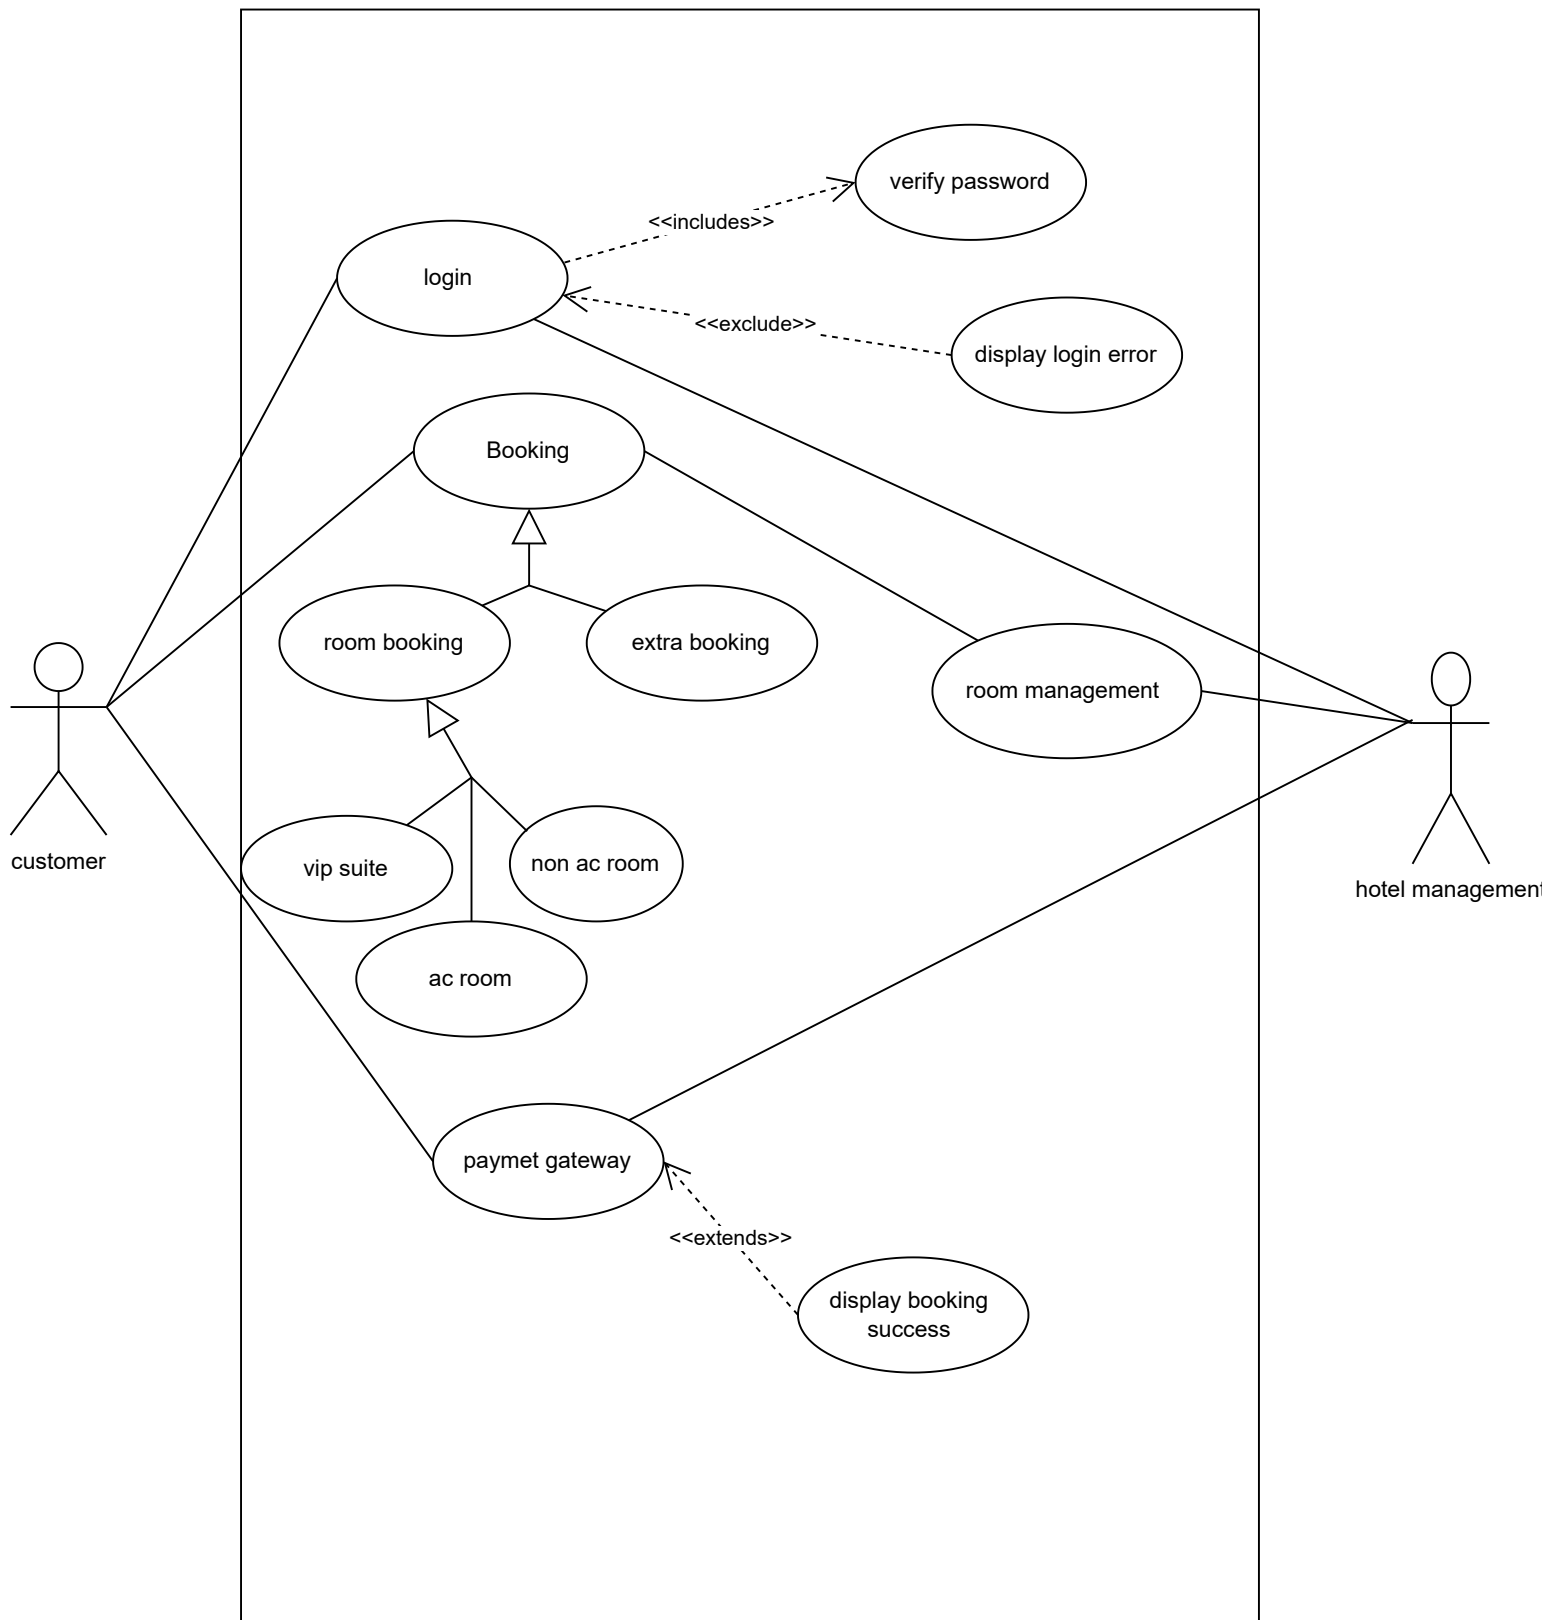 verify password
<<includes>>
login
<<exclude>>
display login error
Booking
room booking
extra booking
room management
customer
vip suite
non ac room
hotel management
ac room
paymet gateway
<<extends>>
display booking
success